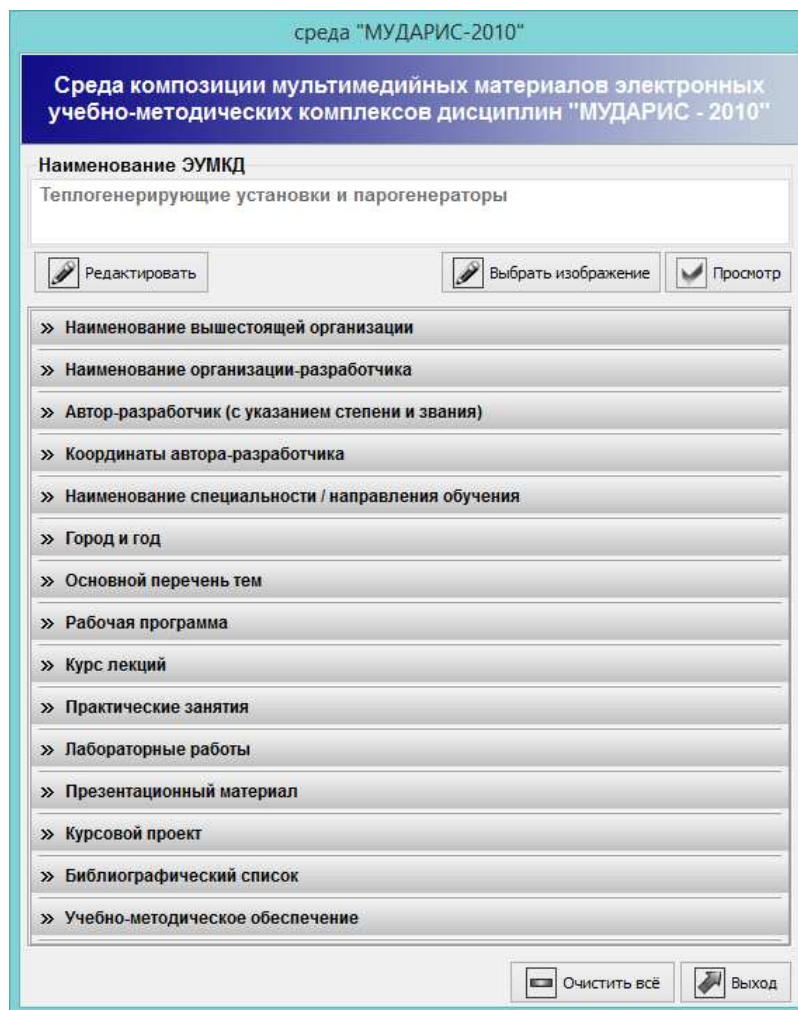 среда "МУДАРИС-2010"
Среда композиции мультимедийных материалов электронных
учебно-методических комплексов дисциплин "МУДАРИС - 2010"
Наименование ЭУМКД
Теплогенерирующие установки и парогенераторы
Редактировать Выбрать изображение Просмотр
» Наименование вышестоящей организации
» Наименование организации-разработчика
» Автор-разработчик (с указанием степени и звания)
» Координаты автора-разработчика
» Наименование специальности / направления обучения
» Город и год
» Основной перечень тем
» Рабочая программа
» Курс лекций
» Практические занятия
» Лабораторные работы
» Презентационный материал
» Курсовой проект
» Библиографический список
» Учебно-методическое обеспечение
Очистить всё Выход